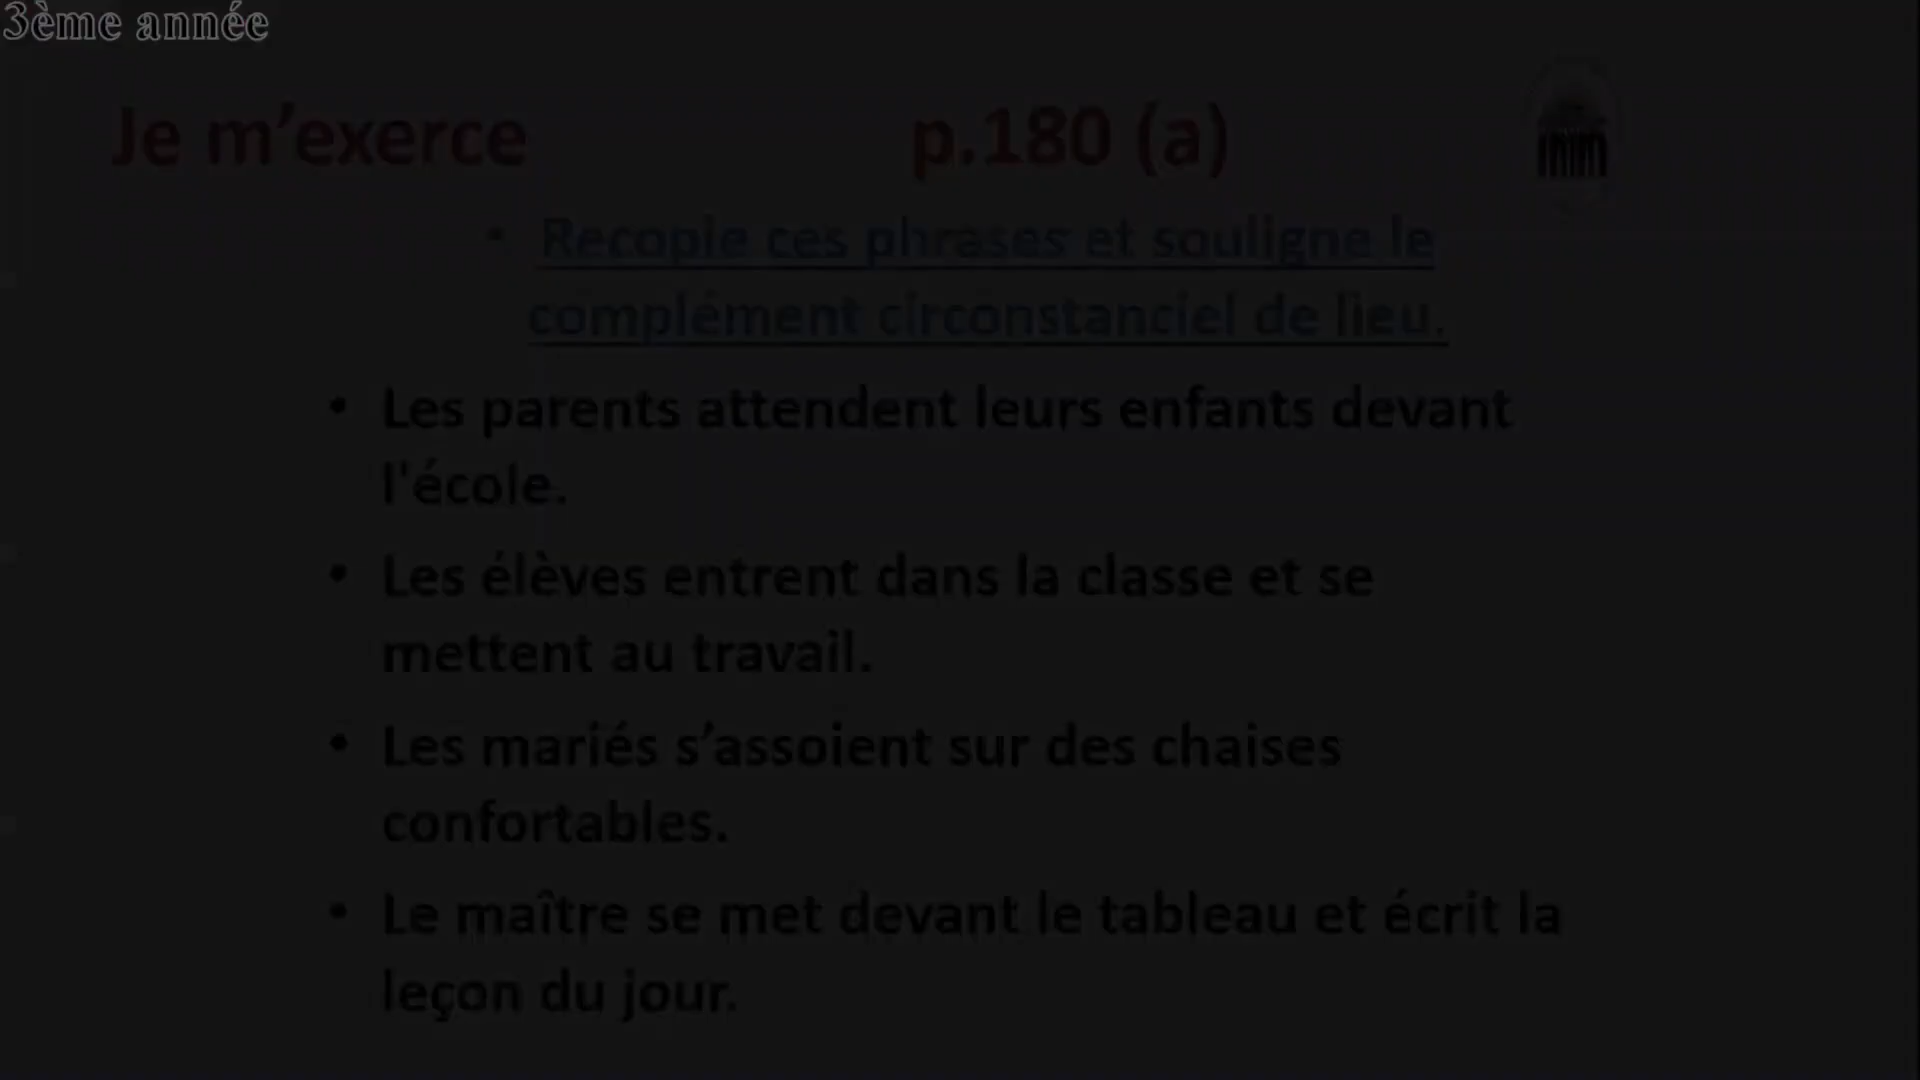 3ème année
Je m’exerce p.180 (a)
• Recopie ces phrases et souligne le
complément circonstanciel de lieu.
• Les parents attendent leurs enfants devant
l'école.
• Les élèves entrent dans la classe et se
mettent au travail.
• Les mariés s’assoient sur des chaises
confortables.
• Le maître se met devant le tableau et écrit la
leçon du jour.